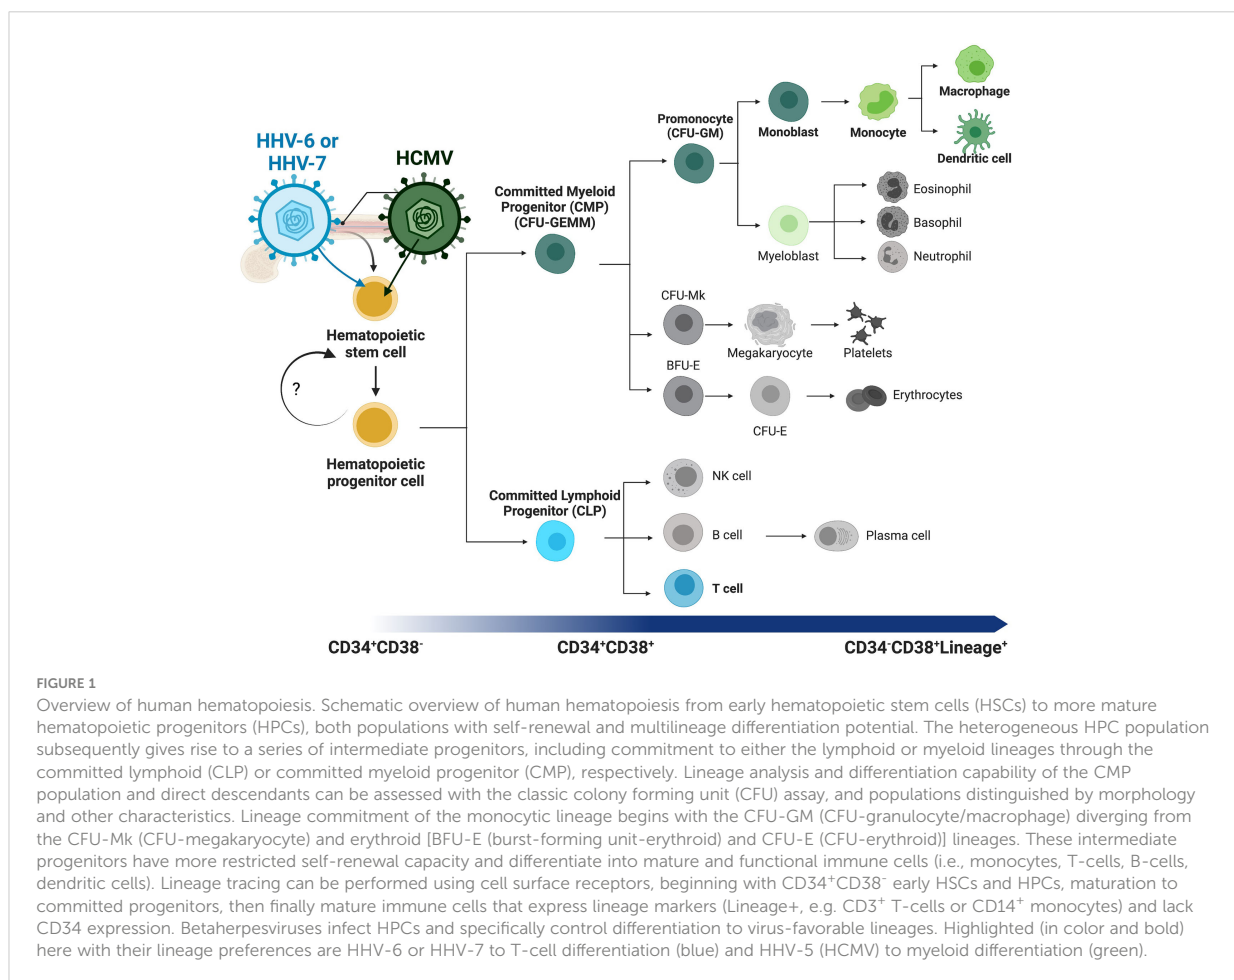 HHV-6 or
HHV-7
HCMV
?
Hematopoietic
stem cell
Hematopoietic
progenitor cell
Committed Myeloid
Progenitor (CMP)
(CFU-GEMM)
Committed Lymphoid
Progenitor (CLP)
Promonocyte
(CFU-GM)
Monoblast
Monocyte
Macrophage
Dendritic cell
Myeloblast
Eosinophil
Basophil
Neutrophil
CFU-Mk
Megakaryocyte
Platelets
BFU-E
CFU-E
Erythrocytes
NK cell
B cell
Plasma cell
T cell
CD34⁺CD38⁻
CD34⁺CD38⁺
CD34⁻CD38⁺Lineage⁺
FIGURE 1
Overview of human hematopoiesis. Schematic overview of human hematopoiesis from early hematopoietic stem cells (HSCs) to more mature
hematopoietic progenitors (HPCs), both populations with self-renewal and multilineage differentiation potential. The heterogeneous HPC population
subsequently gives rise to a series of intermediate progenitors, including commitment to either the lymphoid or myeloid lineages through the
committed lymphoid (CLP) or committed myeloid progenitor (CMP), respectively. Lineage analysis and differentiation capability of the CMP
population and direct descendants can be assessed with the classic colony forming unit (CFU) assay, and populations distinguished by morphology
and other characteristics. Lineage commitment of the monocytic lineage begins with the CFU-GM (CFU-granulocyte/macrophage) diverging from
the CFU-Mk (CFU-megakaryocyte) and erythroid [BFU-E (burst-forming unit-erythroid) and CFU-E (CFU-erythroid)] lineages. These intermediate
progenitors have more restricted self-renewal capacity and differentiate into mature and functional immune cells (i.e., monocytes, T-cells, B-cells,
dendritic cells). Lineage tracing can be performed using cell surface receptors, beginning with CD34⁺CD38⁻ early HSCs and HPCs, maturation to
committed progenitors, then finally mature immune cells that express lineage markers (Lineage+, e.g. CD3⁺ T-cells or CD14⁺ monocytes) and lack
CD34 expression. Betaherpesviruses infect HPCs and specifically control differentiation to virus-favorable lineages. Highlighted (in color and bold)
here with their lineage preferences are HHV-6 or HHV-7 to T-cell differentiation (blue) and HHV-5 (HCMV) to myeloid differentiation (green).